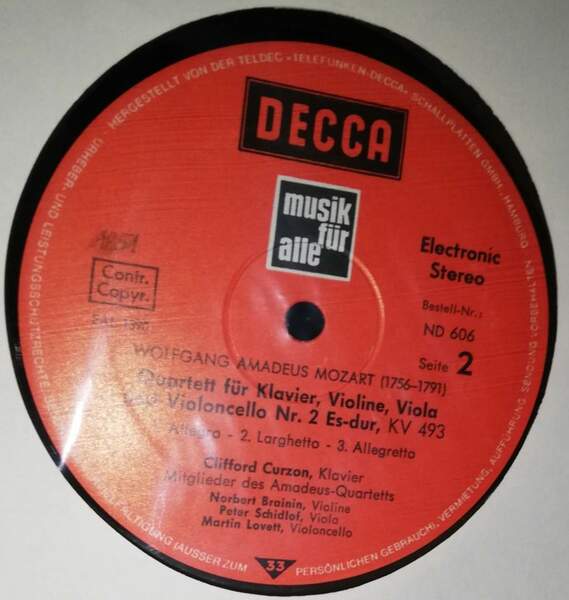 URHEBER- UND LEISTUNGSSCHUTZRECHTE
HERGESTELLT VON DER TELDEC »TELEFUNKEN-DECCA« SCHALLPLATTEN GMBH., HAMBURG
DECCA
musik
für
alle
Electronic
Stereo
Contr.
Copyr.
Bestell-Nr.:
ND 606
Seite 2
WOLFGANG AMADEUS MOZART (1756–1791)
Quartett für Klavier, Violine, Viola
Violoncello Nr. 2 Es-dur, KV 493
Allegro - 2. Larghetto - 3. Allegretto
Clifford Curzon, Klavier
Mitglieder des Amadeus-Quartetts
Norbert Brainin, Violine
Peter Schidlof, Viola
Martin Lovett, Violoncello
33
(AUSSER ZUM PERSÖNLICHEN GEBRAUCH), VERMIETUNG, AUFFÜHRUNG, SENDUNG VORBEHALTEN!